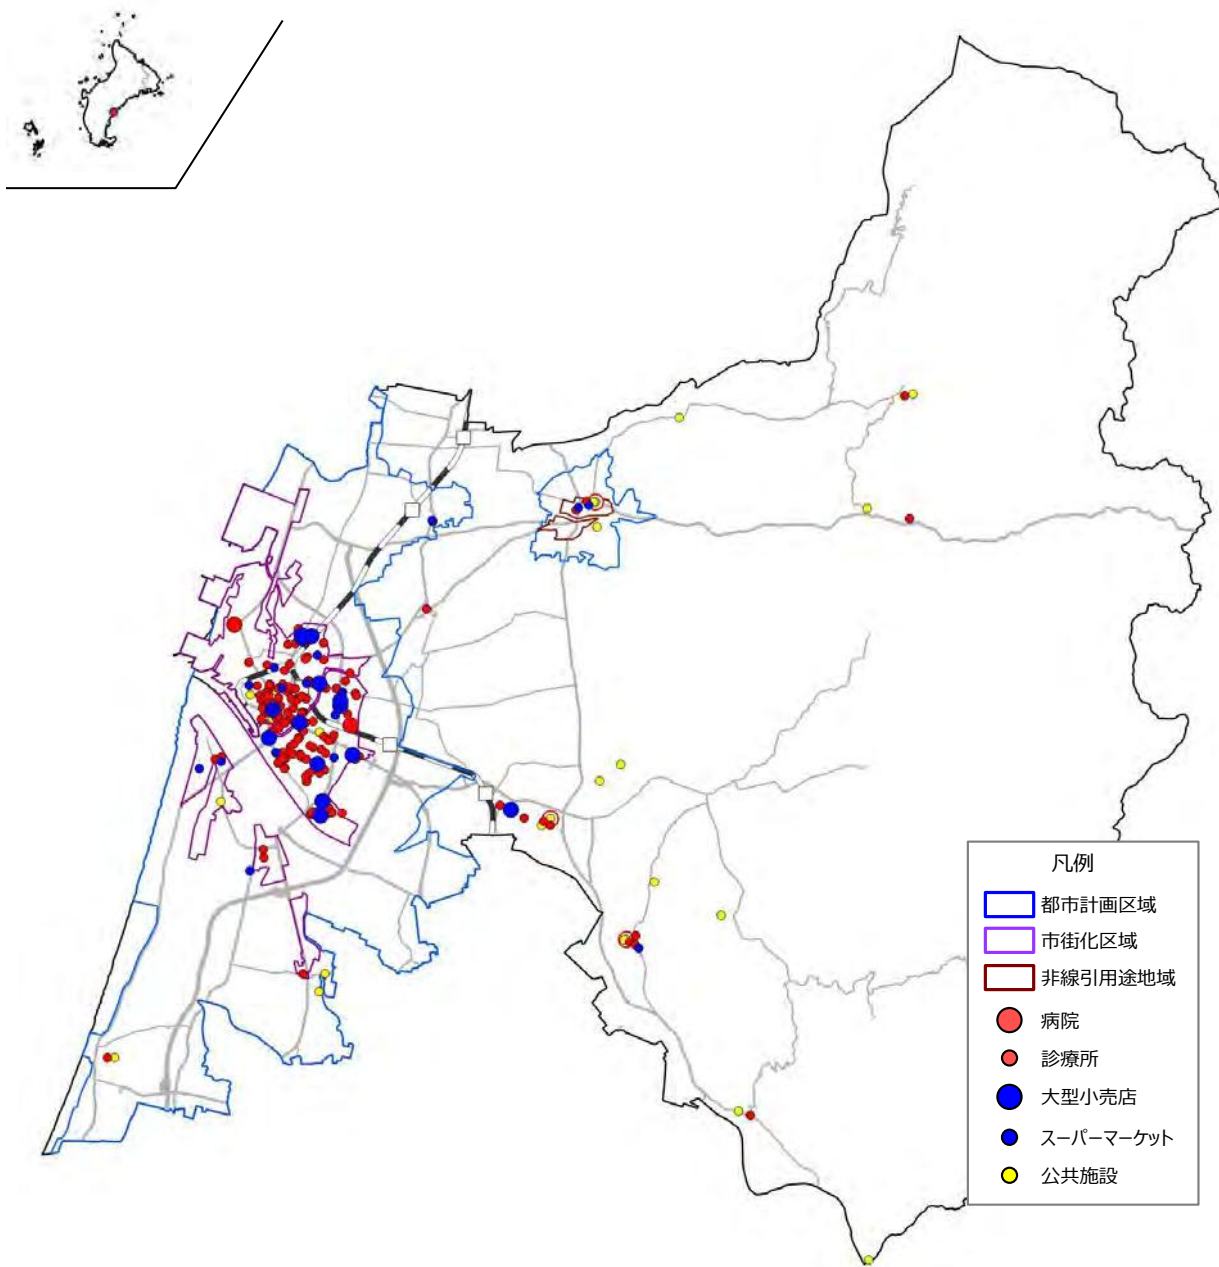 凡例
都市計画区域
市街化区域
非線引用途地域
病院
診療所
大型小売店
スーパーマーケット
公共施設